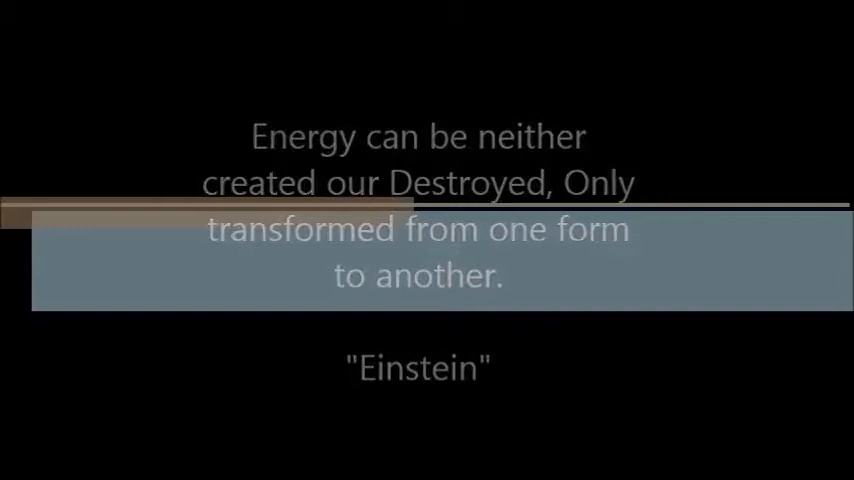 Energy can be neither
created our Destroyed, Only
transformed from one form
to another.
"Einstein"